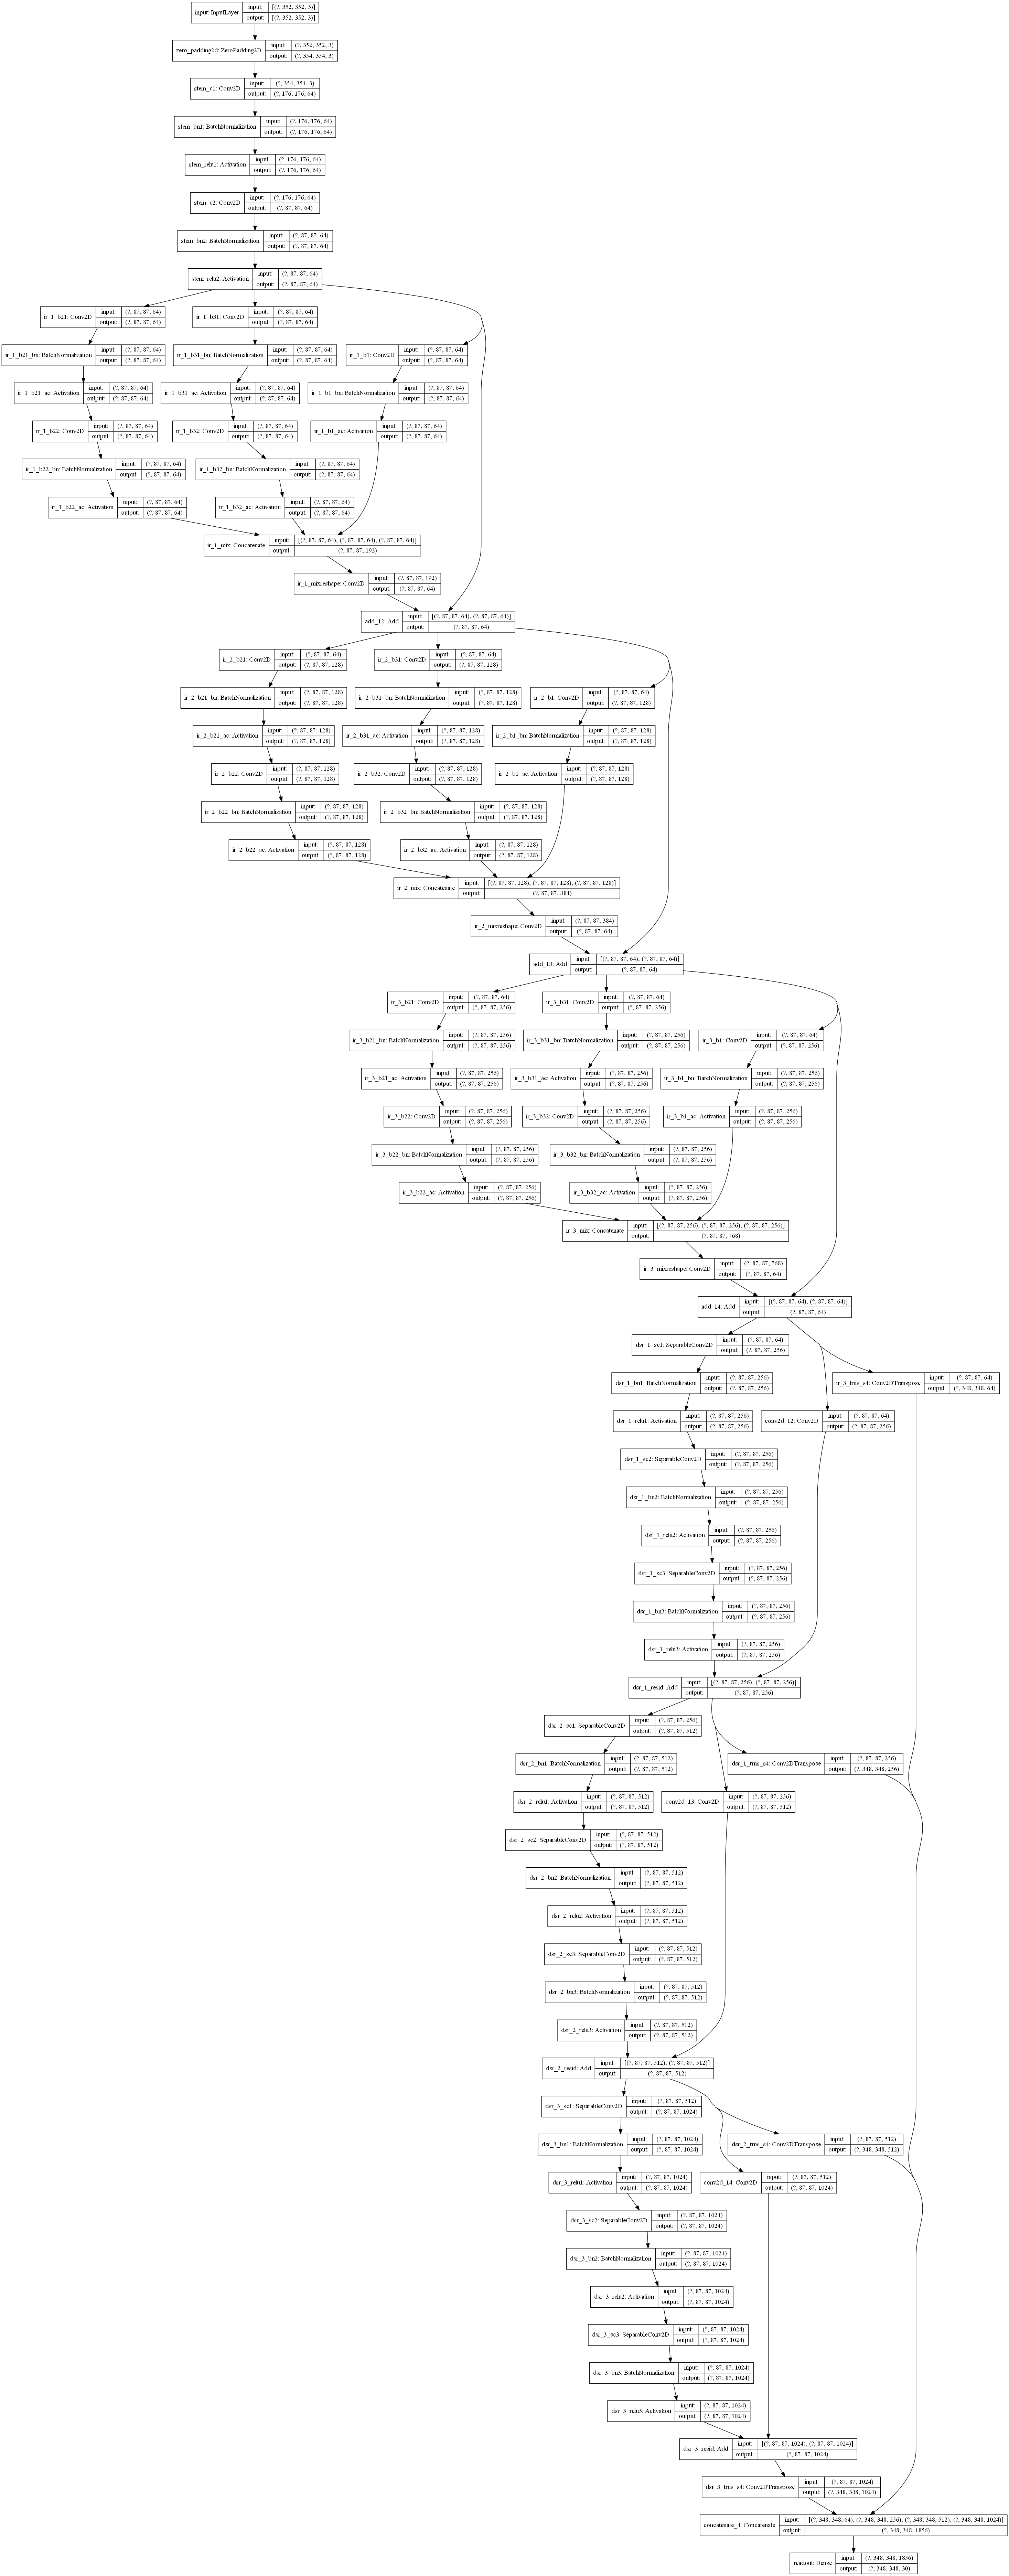 input: InputLayer
input: [(?, 352, 352, 3)]
output: [(?, 352, 352, 3)]
zero_padding2d: ZeroPadding2D
input: (?, 352, 352, 3)
output: (?, 354, 354, 3)
stem_c1: Conv2D
input: (?, 354, 354, 3)
output: (?, 176, 176, 64)
stem_bn1: BatchNormalization
input: (?, 176, 176, 64)
output: (?, 176, 176, 64)
stem_relu1: Activation
input: (?, 176, 176, 64)
output: (?, 176, 176, 64)
stem_c2: Conv2D
input: (?, 176, 176, 64)
output: (?, 87, 87, 64)
stem_bn2: BatchNormalization
input: (?, 87, 87, 64)
output: (?, 87, 87, 64)
stem_relu2: Activation
input: (?, 87, 87, 64)
output: (?, 87, 87, 64)
ir_1_b21: Conv2D
input: (?, 87, 87, 64)
output: (?, 87, 87, 64)
ir_1_b31: Conv2D
input: (?, 87, 87, 64)
output: (?, 87, 87, 64)
ir_1_b21_bn: BatchNormalization
input: (?, 87, 87, 64)
output: (?, 87, 87, 64)
ir_1_b31_bn: BatchNormalization
input: (?, 87, 87, 64)
output: (?, 87, 87, 64)
ir_1_b1: Conv2D
input: (?, 87, 87, 64)
output: (?, 87, 87, 64)
ir_1_b21_ac: Activation
input: (?, 87, 87, 64)
output: (?, 87, 87, 64)
ir_1_b31_ac: Activation
input: (?, 87, 87, 64)
output: (?, 87, 87, 64)
ir_1_b1_bn: BatchNormalization
input: (?, 87, 87, 64)
output: (?, 87, 87, 64)
ir_1_b22: Conv2D
input: (?, 87, 87, 64)
output: (?, 87, 87, 64)
ir_1_b32: Conv2D
input: (?, 87, 87, 64)
output: (?, 87, 87, 64)
ir_1_b1_ac: Activation
input: (?, 87, 87, 64)
output: (?, 87, 87, 64)
ir_1_b22_bn: BatchNormalization
input: (?, 87, 87, 64)
output: (?, 87, 87, 64)
ir_1_b32_bn: BatchNormalization
input: (?, 87, 87, 64)
output: (?, 87, 87, 64)
ir_1_b22_ac: Activation
input: (?, 87, 87, 64)
output: (?, 87, 87, 64)
ir_1_b32_ac: Activation
input: (?, 87, 87, 64)
output: (?, 87, 87, 64)
ir_1_mix: Concatenate
input: [(?, 87, 87, 64), (?, 87, 87, 64), (?, 87, 87, 64)]
output: (?, 87, 87, 192)
ir_1_mixreshape: Conv2D
input: (?, 87, 87, 192)
output: (?, 87, 87, 64)
add_12: Add
input: [(?, 87, 87, 64), (?, 87, 87, 64)]
output: (?, 87, 87, 64)
ir_2_b21: Conv2D
input: (?, 87, 87, 64)
output: (?, 87, 87, 128)
ir_2_b31: Conv2D
input: (?, 87, 87, 64)
output: (?, 87, 87, 128)
ir_2_b21_bn: BatchNormalization
input: (?, 87, 87, 128)
output: (?, 87, 87, 128)
ir_2_b31_bn: BatchNormalization
input: (?, 87, 87, 128)
output: (?, 87, 87, 128)
ir_2_b1: Conv2D
input: (?, 87, 87, 64)
output: (?, 87, 87, 128)
ir_2_b21_ac: Activation
input: (?, 87, 87, 128)
output: (?, 87, 87, 128)
ir_2_b31_ac: Activation
input: (?, 87, 87, 128)
output: (?, 87, 87, 128)
ir_2_b1_bn: BatchNormalization
input: (?, 87, 87, 128)
output: (?, 87, 87, 128)
ir_2_b22: Conv2D
input: (?, 87, 87, 128)
output: (?, 87, 87, 128)
ir_2_b32: Conv2D
input: (?, 87, 87, 128)
output: (?, 87, 87, 128)
ir_2_b1_ac: Activation
input: (?, 87, 87, 128)
output: (?, 87, 87, 128)
ir_2_b22_bn: BatchNormalization
input: (?, 87, 87, 128)
output: (?, 87, 87, 128)
ir_2_b32_bn: BatchNormalization
input: (?, 87, 87, 128)
output: (?, 87, 87, 128)
ir_2_b22_ac: Activation
input: (?, 87, 87, 128)
output: (?, 87, 87, 128)
ir_2_b32_ac: Activation
input: (?, 87, 87, 128)
output: (?, 87, 87, 128)
ir_2_mix: Concatenate
input: [(?, 87, 87, 128), (?, 87, 87, 128), (?, 87, 87, 128)]
output: (?, 87, 87, 384)
ir_2_mixreshape: Conv2D
input: (?, 87, 87, 384)
output: (?, 87, 87, 64)
add_13: Add
input: [(?, 87, 87, 64), (?, 87, 87, 64)]
output: (?, 87, 87, 64)
ir_3_b21: Conv2D
input: (?, 87, 87, 64)
output: (?, 87, 87, 256)
ir_3_b31: Conv2D
input: (?, 87, 87, 64)
output: (?, 87, 87, 256)
ir_3_b21_bn: BatchNormalization
input: (?, 87, 87, 256)
output: (?, 87, 87, 256)
ir_3_b31_bn: BatchNormalization
input: (?, 87, 87, 256)
output: (?, 87, 87, 256)
ir_3_b1: Conv2D
input: (?, 87, 87, 64)
output: (?, 87, 87, 256)
ir_3_b21_ac: Activation
input: (?, 87, 87, 256)
output: (?, 87, 87, 256)
ir_3_b31_ac: Activation
input: (?, 87, 87, 256)
output: (?, 87, 87, 256)
ir_3_b1_bn: BatchNormalization
input: (?, 87, 87, 256)
output: (?, 87, 87, 256)
ir_3_b22: Conv2D
input: (?, 87, 87, 256)
output: (?, 87, 87, 256)
ir_3_b32: Conv2D
input: (?, 87, 87, 256)
output: (?, 87, 87, 256)
ir_3_b1_ac: Activation
input: (?, 87, 87, 256)
output: (?, 87, 87, 256)
ir_3_b22_bn: BatchNormalization
input: (?, 87, 87, 256)
output: (?, 87, 87, 256)
ir_3_b32_bn: BatchNormalization
input: (?, 87, 87, 256)
output: (?, 87, 87, 256)
ir_3_b22_ac: Activation
input: (?, 87, 87, 256)
output: (?, 87, 87, 256)
ir_3_b32_ac: Activation
input: (?, 87, 87, 256)
output: (?, 87, 87, 256)
ir_3_mix: Concatenate
input: [(?, 87, 87, 256), (?, 87, 87, 256), (?, 87, 87, 256)]
output: (?, 87, 87, 768)
ir_3_mixreshape: Conv2D
input: (?, 87, 87, 768)
output: (?, 87, 87, 64)
add_14: Add
input: [(?, 87, 87, 64), (?, 87, 87, 64)]
output: (?, 87, 87, 64)
dsr_1_sc1: SeparableConv2D
input: (?, 87, 87, 64)
output: (?, 87, 87, 256)
dsr_1_bn1: BatchNormalization
input: (?, 87, 87, 256)
output: (?, 87, 87, 256)
ir_3_trns_s4: Conv2DTranspose
input: (?, 87, 87, 64)
output: (?, 348, 348, 64)
dsr_1_relu1: Activation
input: (?, 87, 87, 256)
output: (?, 87, 87, 256)
conv2d_12: Conv2D
input: (?, 87, 87, 64)
output: (?, 87, 87, 256)
dsr_1_sc2: SeparableConv2D
input: (?, 87, 87, 256)
output: (?, 87, 87, 256)
dsr_1_bn2: BatchNormalization
input: (?, 87, 87, 256)
output: (?, 87, 87, 256)
dsr_1_relu2: Activation
input: (?, 87, 87, 256)
output: (?, 87, 87, 256)
dsr_1_sc3: SeparableConv2D
input: (?, 87, 87, 256)
output: (?, 87, 87, 256)
dsr_1_bn3: BatchNormalization
input: (?, 87, 87, 256)
output: (?, 87, 87, 256)
dsr_1_relu3: Activation
input: (?, 87, 87, 256)
output: (?, 87, 87, 256)
dsr_1_resid: Add
input: [(?, 87, 87, 256), (?, 87, 87, 256)]
output: (?, 87, 87, 256)
dsr_2_sc1: SeparableConv2D
input: (?, 87, 87, 256)
output: (?, 87, 87, 512)
dsr_2_bn1: BatchNormalization
input: (?, 87, 87, 512)
output: (?, 87, 87, 512)
dsr_1_trns_s4: Conv2DTranspose
input: (?, 87, 87, 256)
output: (?, 348, 348, 256)
dsr_2_relu1: Activation
input: (?, 87, 87, 512)
output: (?, 87, 87, 512)
conv2d_13: Conv2D
input: (?, 87, 87, 256)
output: (?, 87, 87, 512)
dsr_2_sc2: SeparableConv2D
input: (?, 87, 87, 512)
output: (?, 87, 87, 512)
dsr_2_bn2: BatchNormalization
input: (?, 87, 87, 512)
output: (?, 87, 87, 512)
dsr_2_relu2: Activation
input: (?, 87, 87, 512)
output: (?, 87, 87, 512)
dsr_2_sc3: SeparableConv2D
input: (?, 87, 87, 512)
output: (?, 87, 87, 512)
dsr_2_bn3: BatchNormalization
input: (?, 87, 87, 512)
output: (?, 87, 87, 512)
dsr_2_relu3: Activation
input: (?, 87, 87, 512)
output: (?, 87, 87, 512)
dsr_2_resid: Add
input: [(?, 87, 87, 512), (?, 87, 87, 512)]
output: (?, 87, 87, 512)
dsr_3_sc1: SeparableConv2D
input: (?, 87, 87, 512)
output: (?, 87, 87, 1024)
dsr_3_bn1: BatchNormalization
input: (?, 87, 87, 1024)
output: (?, 87, 87, 1024)
dsr_2_trns_s4: Conv2DTranspose
input: (?, 87, 87, 512)
output: (?, 348, 348, 512)
dsr_3_relu1: Activation
input: (?, 87, 87, 1024)
output: (?, 87, 87, 1024)
conv2d_14: Conv2D
input: (?, 87, 87, 512)
output: (?, 87, 87, 1024)
dsr_3_sc2: SeparableConv2D
input: (?, 87, 87, 1024)
output: (?, 87, 87, 1024)
dsr_3_bn2: BatchNormalization
input: (?, 87, 87, 1024)
output: (?, 87, 87, 1024)
dsr_3_relu2: Activation
input: (?, 87, 87, 1024)
output: (?, 87, 87, 1024)
dsr_3_sc3: SeparableConv2D
input: (?, 87, 87, 1024)
output: (?, 87, 87, 1024)
dsr_3_bn3: BatchNormalization
input: (?, 87, 87, 1024)
output: (?, 87, 87, 1024)
dsr_3_relu3: Activation
input: (?, 87, 87, 1024)
output: (?, 87, 87, 1024)
dsr_3_resid: Add
input: [(?, 87, 87, 1024), (?, 87, 87, 1024)]
output: (?, 87, 87, 1024)
dsr_3_trns_s4: Conv2DTranspose
input: (?, 87, 87, 1024)
output: (?, 348, 348, 1024)
concatenate_4: Concatenate
input: [(?, 348, 348, 64), (?, 348, 348, 256), (?, 348, 348, 512), (?, 348, 348, 1024)]
output: (?, 348, 348, 1856)
readout: Dense
input: (?, 348, 348, 1856)
output: (?, 348, 348, 30)